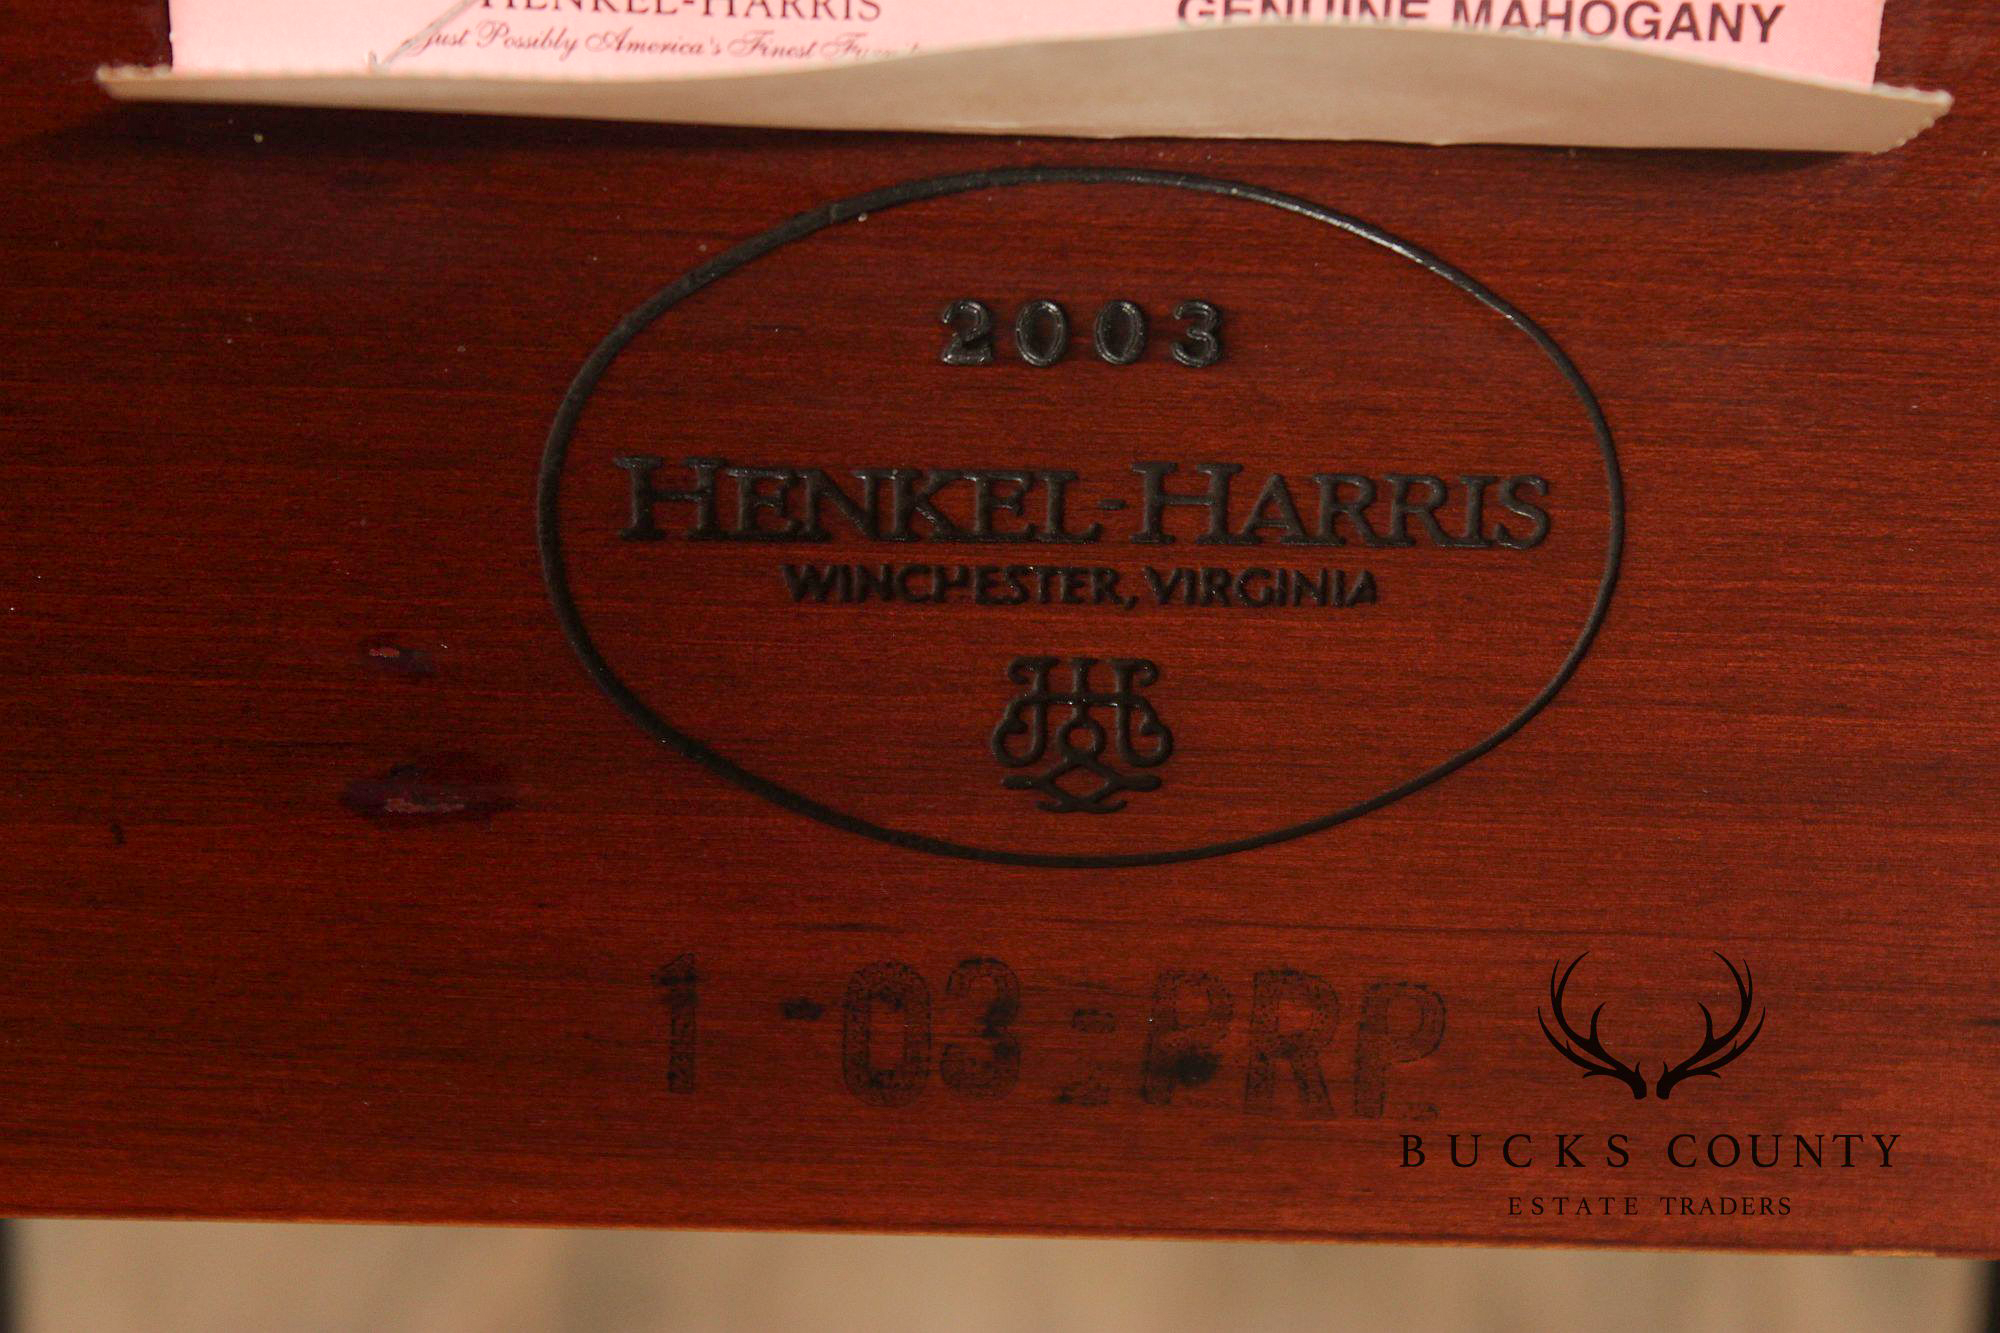 HENKEL-HARRIS
GENUINE MAHOGANY
Just Possibly America's Finest
2003
HENKEL-HARRIS
WINCHESTER, VIRGINIA
1-03-PRP
BUCKS COUNTY
ESTATE TRADERS